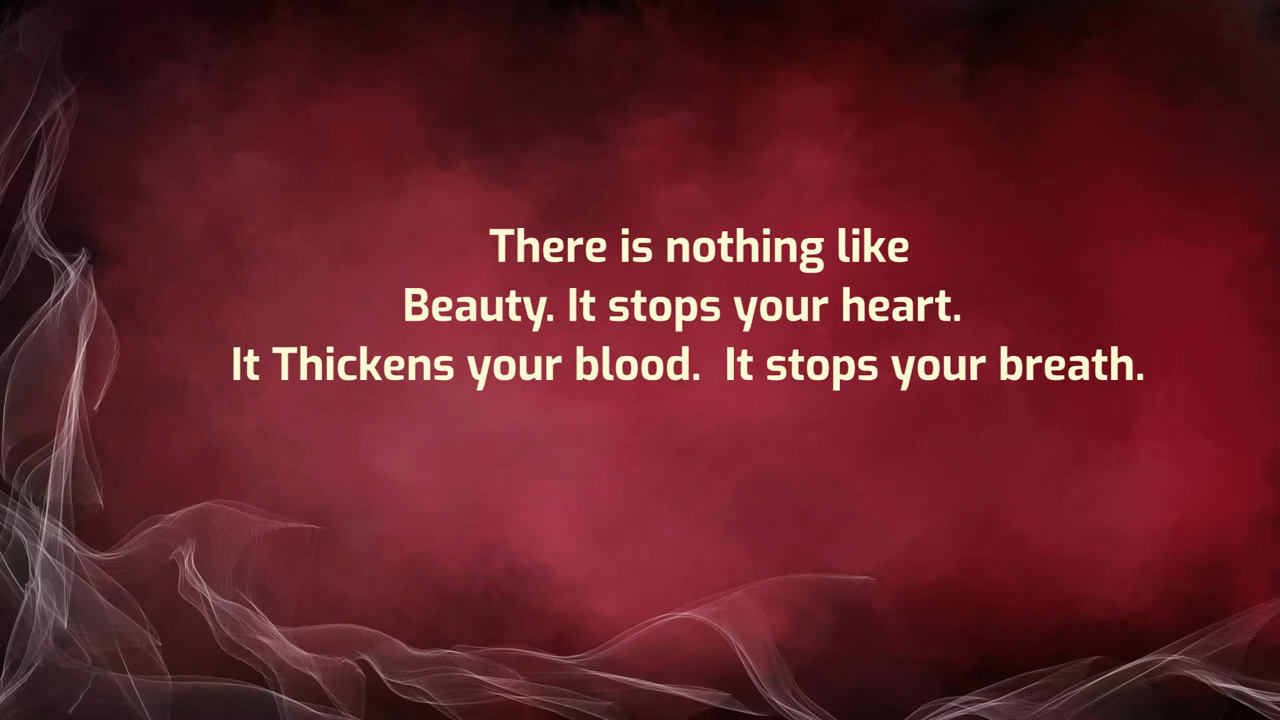 There is nothing like
Beauty. It stops your heart.
It Thickens your blood.  It stops your breath.